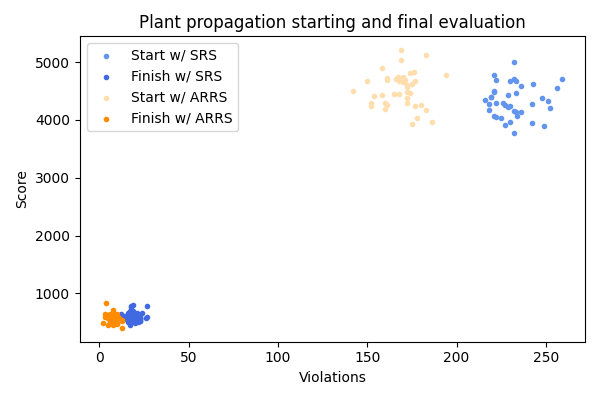 Plant propagation starting and final evaluation
Start w/ SRS
Finish w/ SRS
Start w/ ARRS
Finish w/ ARRS
Score
5000
4000
3000
2000
1000
0 50 100 150 200 250
Violations